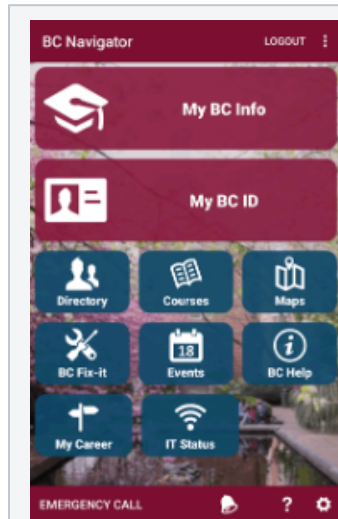 BC Navigator LOGOUT
My BC Info
My BC ID
Directory Courses Maps
18
BC Fix-it Events BC Help
My Career IT Status
EMERGENCY CALL ?